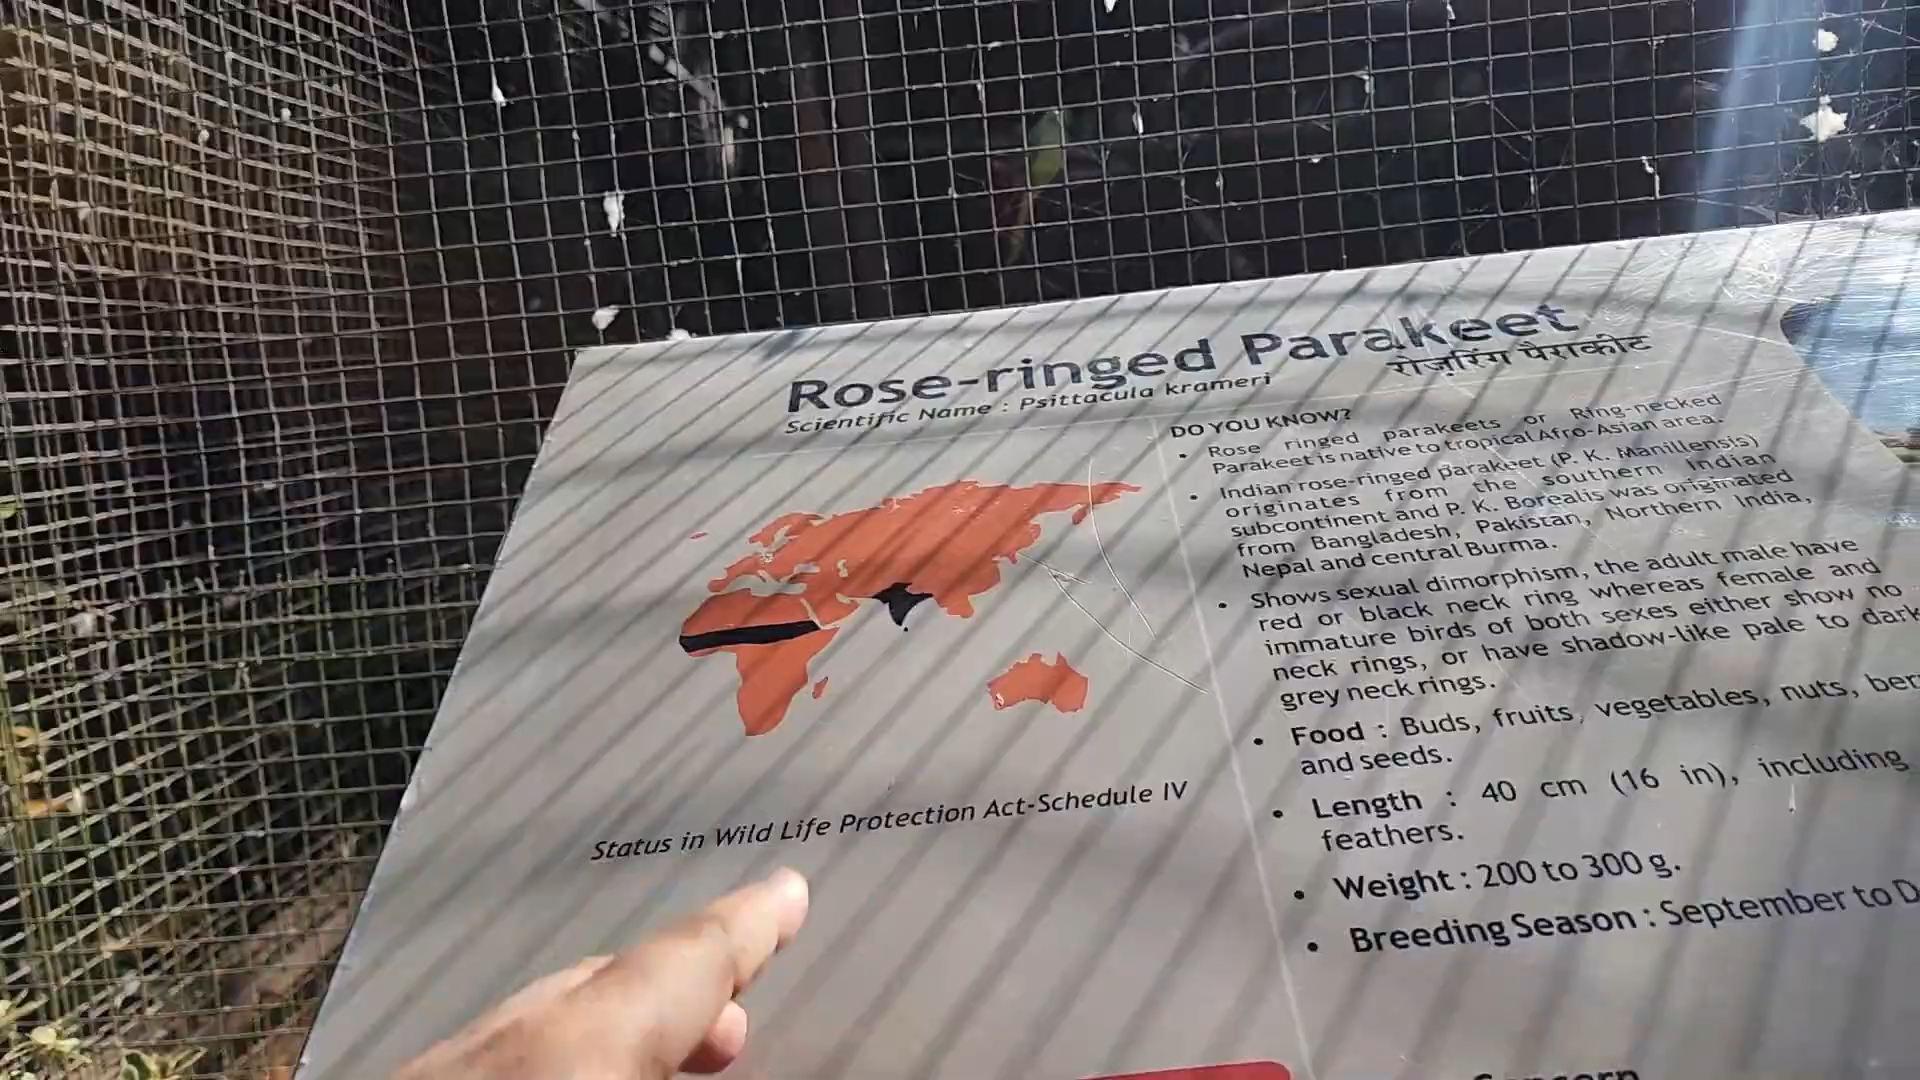 Rose-ringed Parakeet
रोज़रिंग पैराकीट
Scientific Name : Psittacula krameri
Status in Wild Life Protection Act-Schedule IV
DO YOU KNOW?
• Rose ringed parakeets or Ring-necked
Parakeet is native to tropical Afro-Asian area.
• Indian rose-ringed parakeet (P. K. Manillensis)
originates from the southern Indian
subcontinent and P. K. Borealis was originated
from Bangladesh, Pakistan, Northern India,
Nepal and central Burma.
• Shows sexual dimorphism, the adult male have
red or black neck ring whereas female and
immature birds of both sexes either show no
neck rings, or have shadow-like pale to dark
grey neck rings.
• Food : Buds, fruits, vegetables, nuts,
and seeds.
• Length : 40 cm (16 in), including
feathers.
• Weight : 200 to 300 g.
• Breeding Season : September to